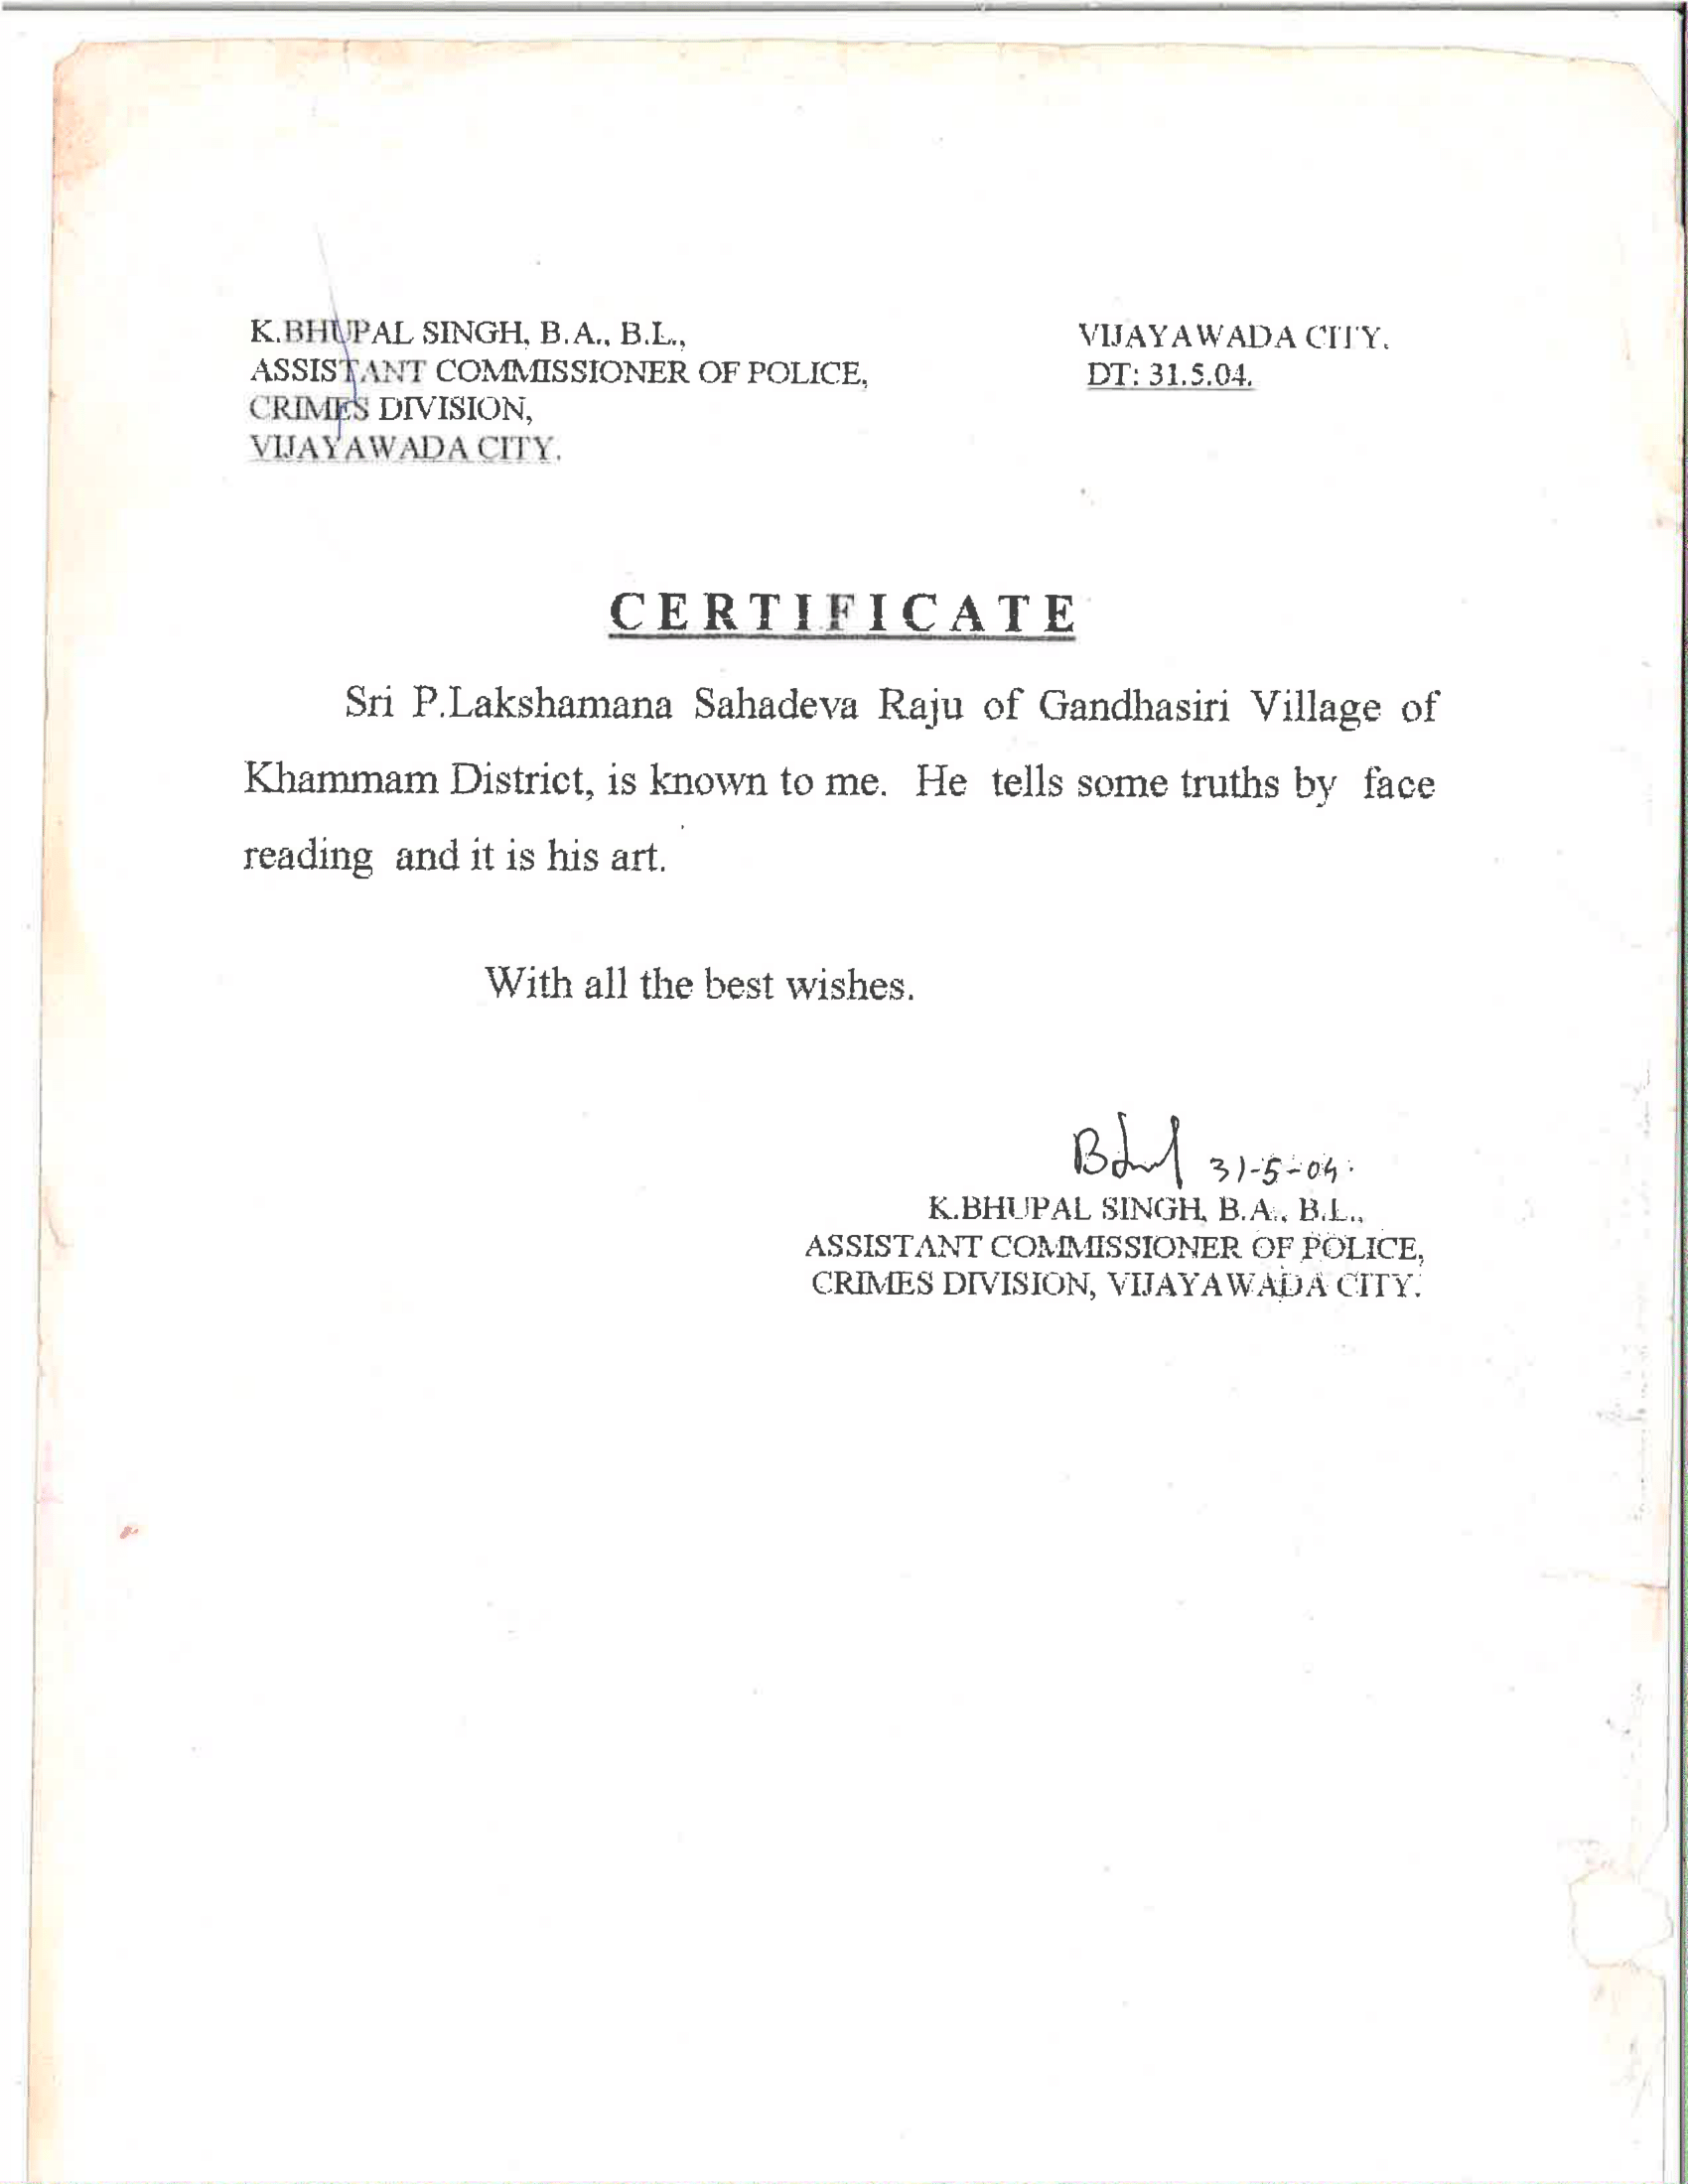 K.BHUPAL SINGH, B.A., B.L.,
ASSISTANT COMMISSIONER OF POLICE,
CRIMES DIVISION,
VIJAYAWADA CITY.
VIJAYAWADA CITY.
DT: 31.5.04.
CERTIFICATE
Sri P.Lakshamana Sahadeva Raju of Gandhasiri Village of
Khammam District, is known to me. He tells some truths by face
reading and it is his art.
With all the best wishes.
31-5-04.
K.BHUPAL SINGH, B.A., B.L.,
ASSISTANT COMMISSIONER OF POLICE,
CRIMES DIVISION, VIJAYAWADA CITY.